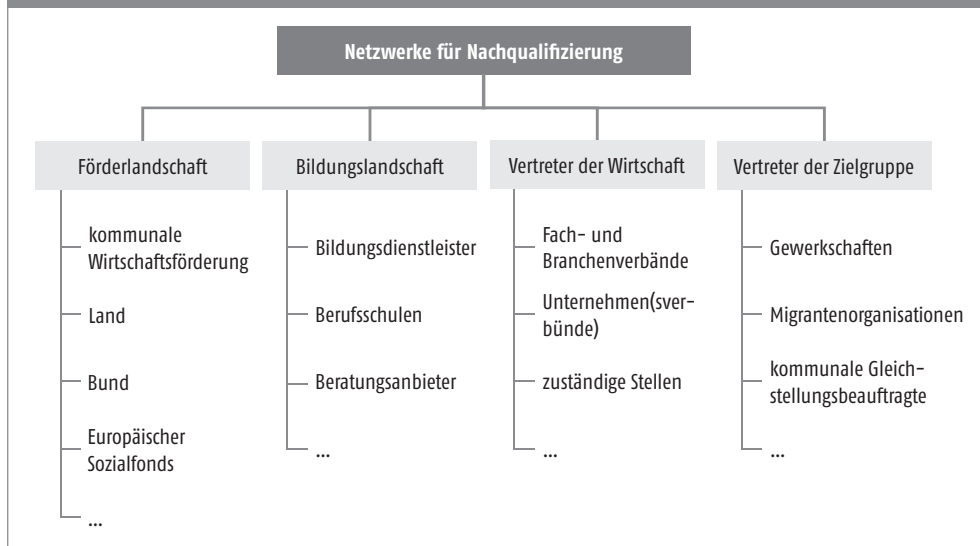 Netzwerke für Nachqualifizierung
Förderlandschaft
kommunale
Wirtschaftsförderung
Land
Bund
Europäischer
Sozialfonds
...
Bildungslandschaft
Bildungsdienstleister
Berufsschulen
Beratungsanbieter
...
Vertreter der Wirtschaft
Fach- und
Branchenverbände
Unternehmen(sver-
bünde)
zuständige Stellen
...
Vertreter der Zielgruppe
Gewerkschaften
Migrantenorganisationen
kommunale Gleich-
stellungsbeauftragte
...